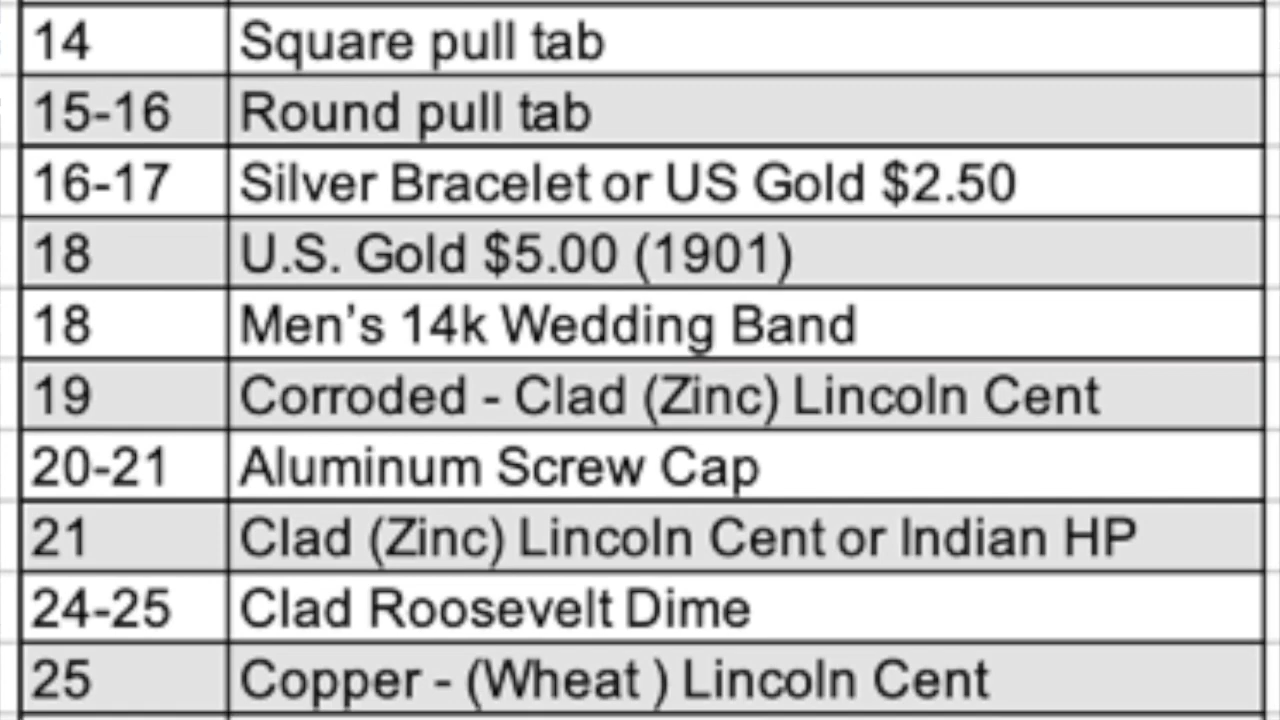 14 Square pull tab
15-16 Round pull tab
16-17 Silver Bracelet or US Gold $2.50
18 U.S. Gold $5.00 (1901)
18 Men’s 14k Wedding Band
19 Corroded - Clad (Zinc) Lincoln Cent
20-21 Aluminum Screw Cap
21 Clad (Zinc) Lincoln Cent or Indian HP
24-25 Clad Roosevelt Dime
25 Copper - (Wheat ) Lincoln Cent